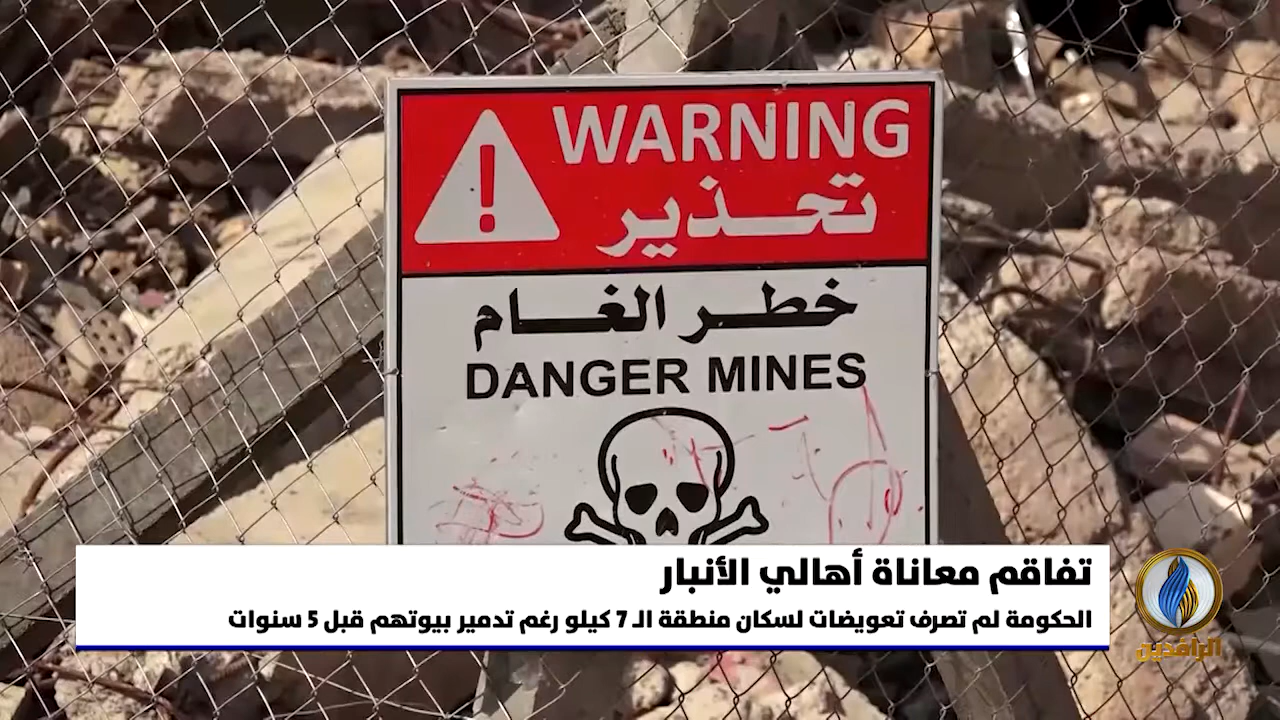 WARNING
تحذير
خطر الغام
DANGER MINES
تفاقم معاناة أهالي الأنبار
الحكومة لم تصرف تعويضات لسكان منطقة الـ 7 كيلو رغم تدمير بيوتهم قبل 5 سنوات
الرافدين